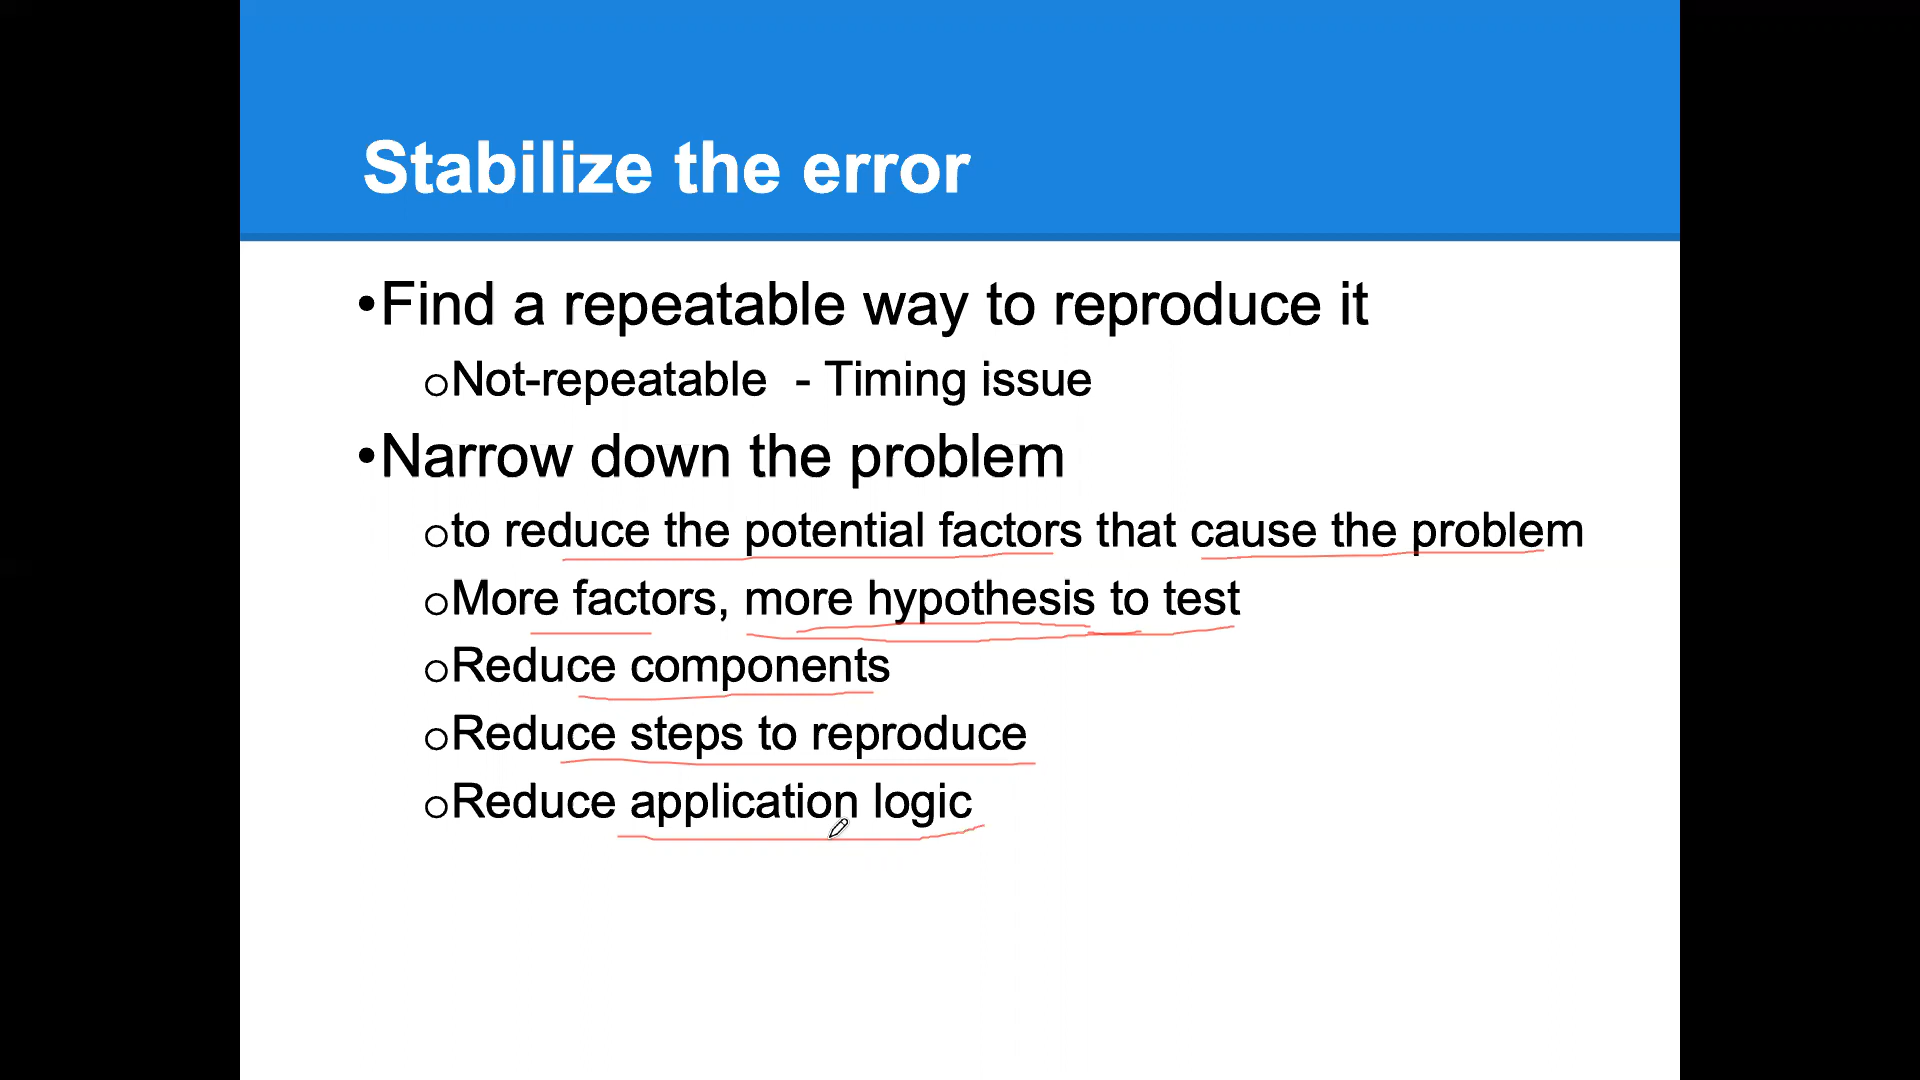 Stabilize the error
•Find a repeatable way to reproduce it
oNot-repeatable - Timing issue
•Narrow down the problem
oto reduce the potential factors that cause the problem
oMore factors, more hypothesis to test
oReduce components
oReduce steps to reproduce
oReduce application logic